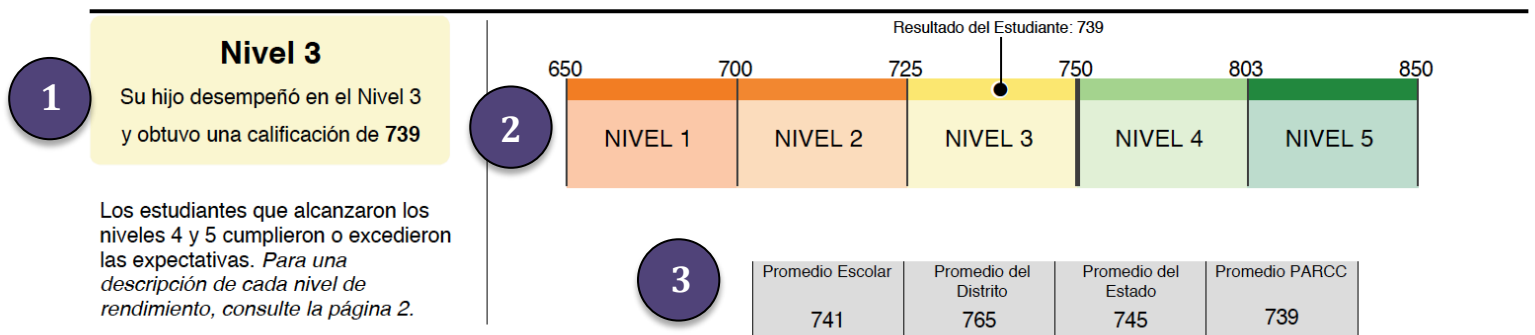 1
Nivel 3
Su hijo desempeñó en el Nivel 3
y obtuvo una calificación de 739
Los estudiantes que alcanzaron los
niveles 4 y 5 cumplieron o excedieron
las expectativas. Para una
descripción de cada nivel de
rendimiento, consulte la página 2.
2
Resultado del Estudiante: 739
650 700 725 750 803 850
NIVEL 1 NIVEL 2 NIVEL 3 NIVEL 4 NIVEL 5
3
Promedio Escolar
741
Promedio del
Distrito
765
Promedio del
Estado
745
Promedio PARCC
739